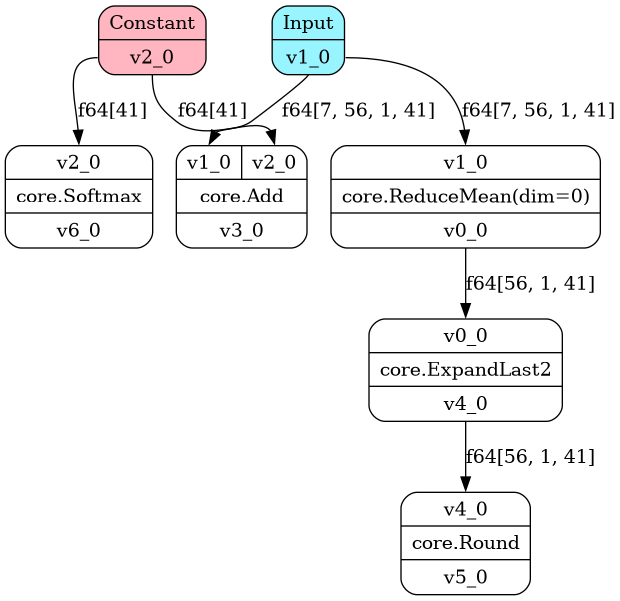 Constant
v2_0
Input
v1_0
f64[41]
f64[41]
f64[7, 56, 1, 41]
f64[7, 56, 1, 41]
v2_0
core.Softmax
v6_0
v1_0 v2_0
core.Add
v3_0
v1_0
core.ReduceMean(dim=0)
v0_0
f64[56, 1, 41]
v0_0
core.ExpandLast2
v4_0
f64[56, 1, 41]
v4_0
core.Round
v5_0